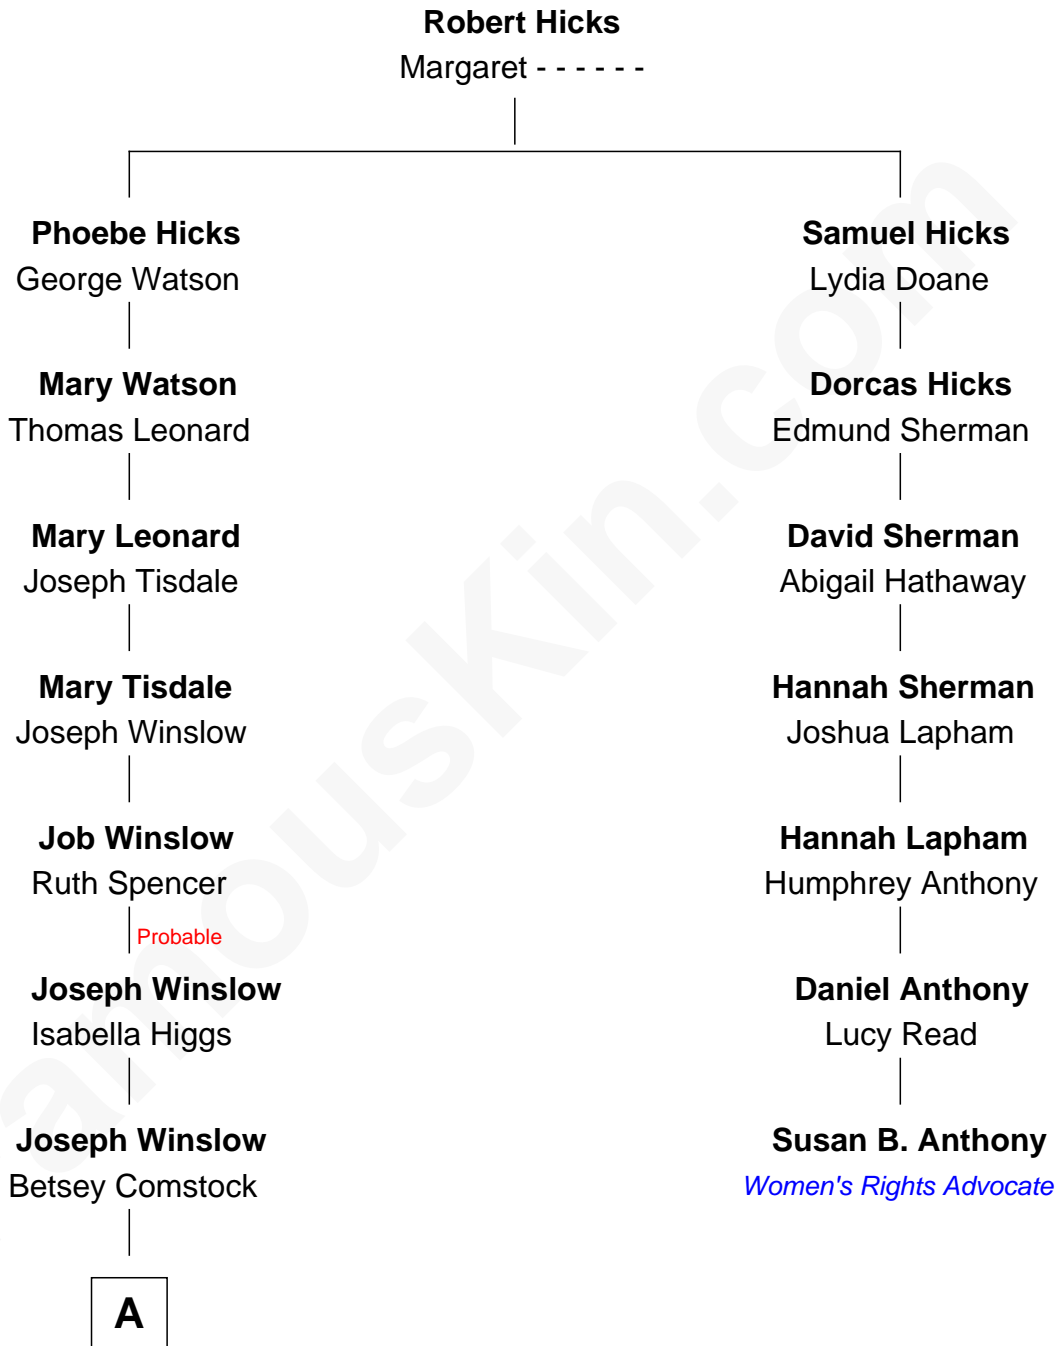 Robert Hicks
Margaret - - - - - -
Phoebe Hicks
George Watson
Samuel Hicks
Lydia Doane
Mary Watson
Thomas Leonard
Dorcas Hicks
Edmund Sherman
Mary Leonard
Joseph Tisdale
David Sherman
Abigail Hathaway
Mary Tisdale
Joseph Winslow
Hannah Sherman
Joshua Lapham
Job Winslow
Ruth Spencer
Hannah Lapham
Humphrey Anthony
Probable
Joseph Winslow
Isabella Higgs
Daniel Anthony
Lucy Read
Joseph Winslow
Betsey Comstock
Susan B. Anthony
Women's Rights Advocate
A
amouskin.com